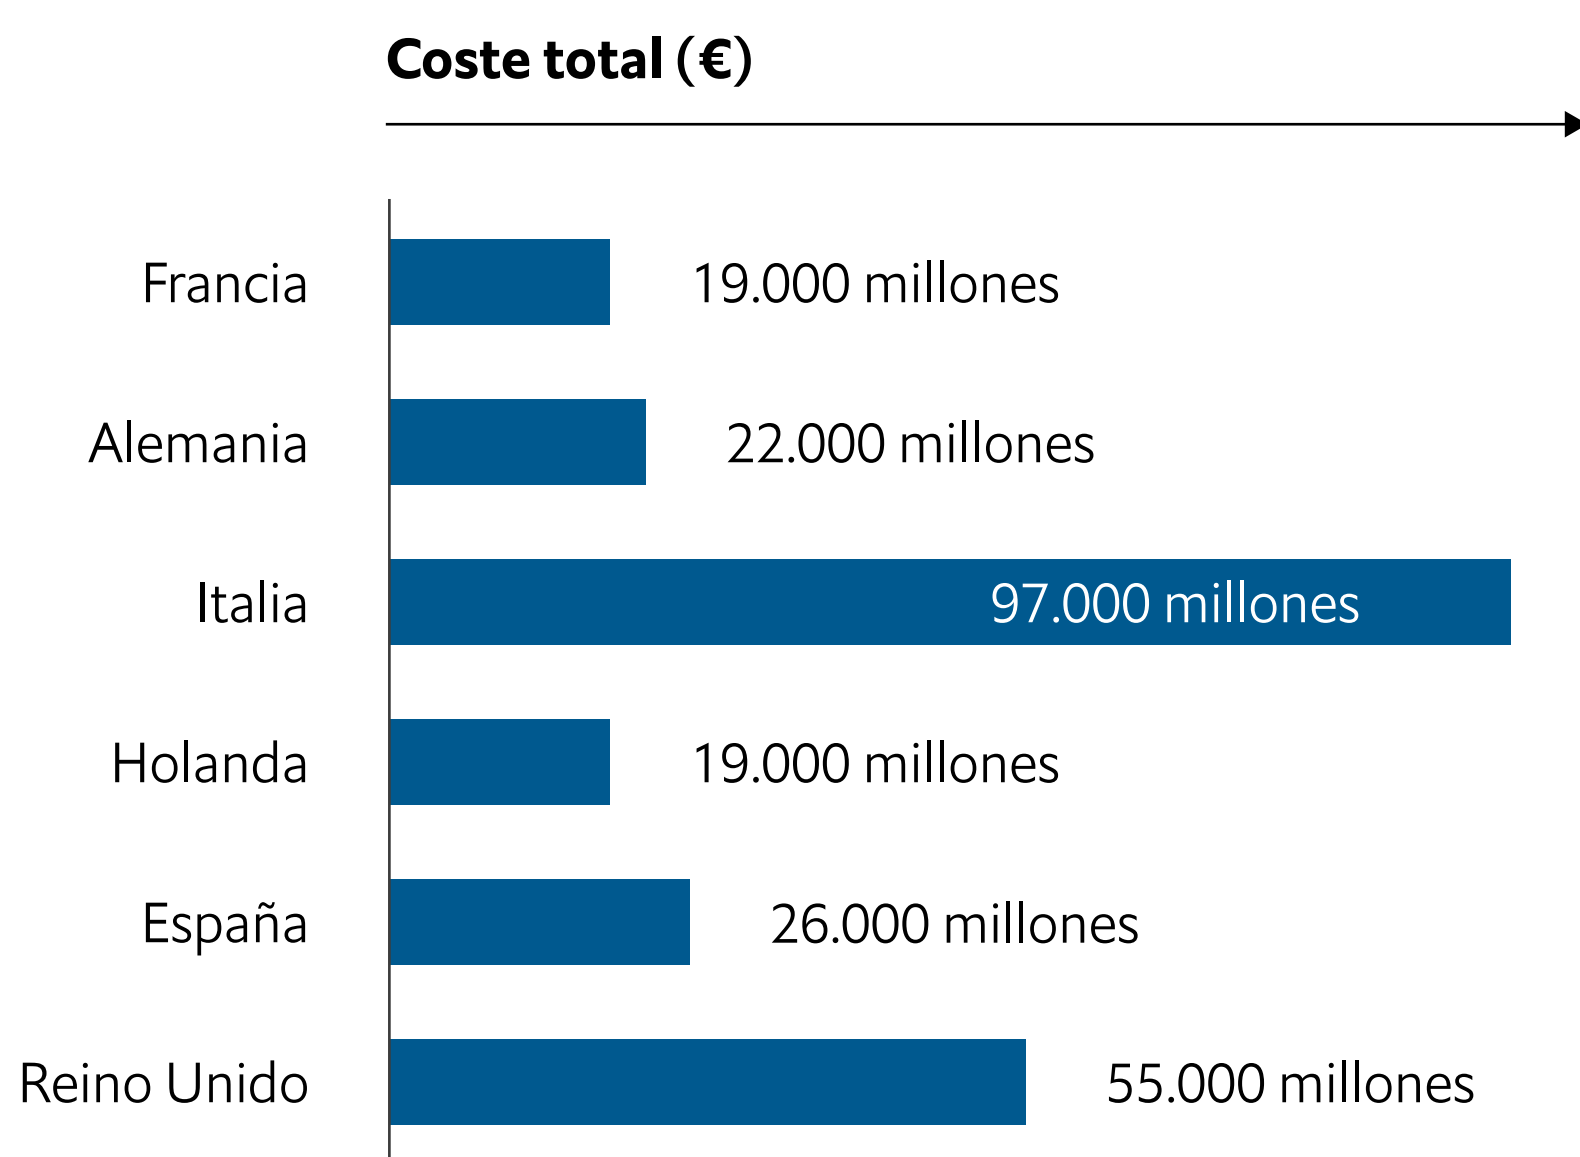 Coste total (€)
Francia 19.000 millones
Alemania 22.000 millones
Italia 97.000 millones
Holanda 19.000 millones
España 26.000 millones
Reino Unido 55.000 millones